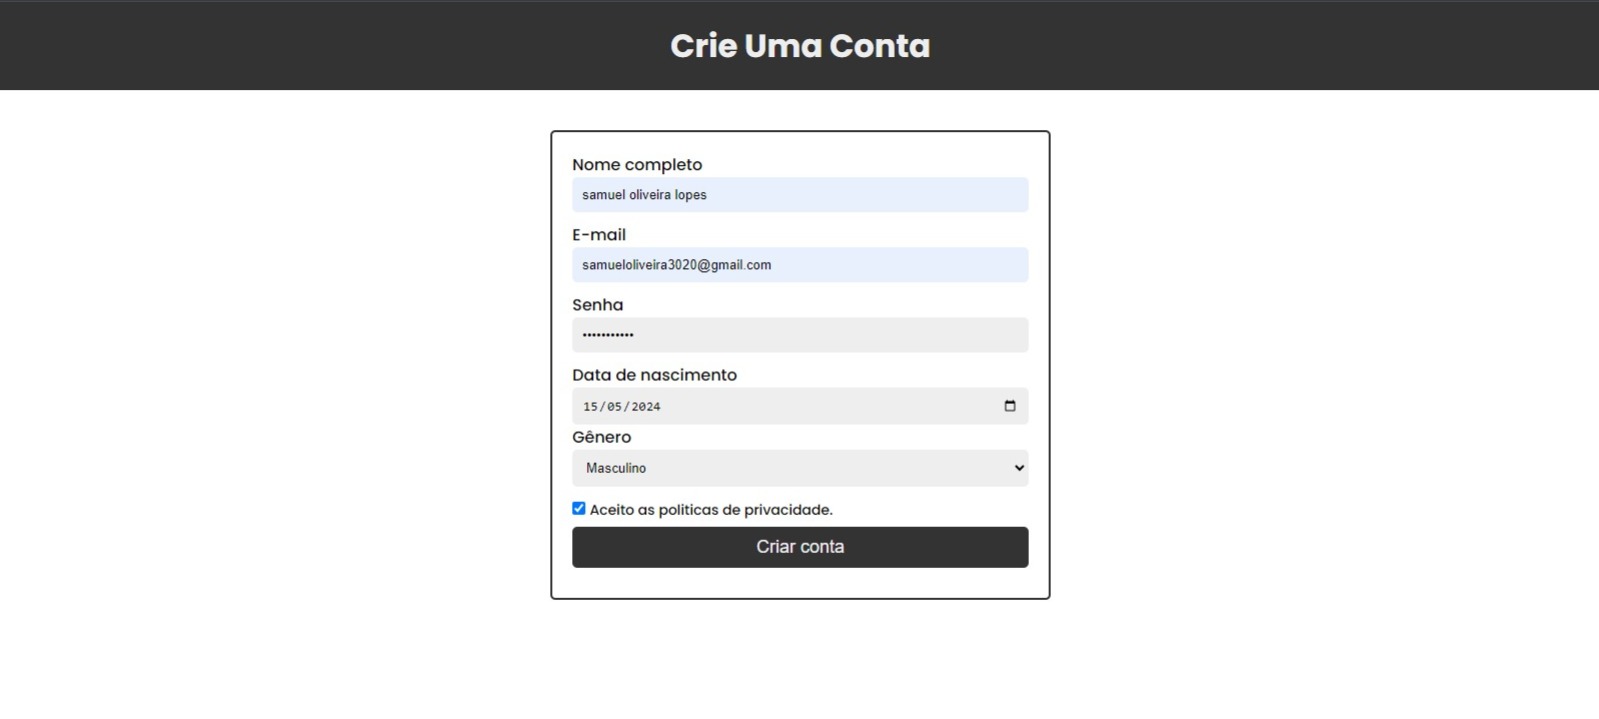 Crie Uma Conta
Nome completo
samuel oliveira lopes
E-mail
samueloliveira3020@gmail.com
Senha
•••••••••••
Data de nascimento
15/05/2024
Gênero
Masculino
Aceito as politicas de privacidade.
Criar conta